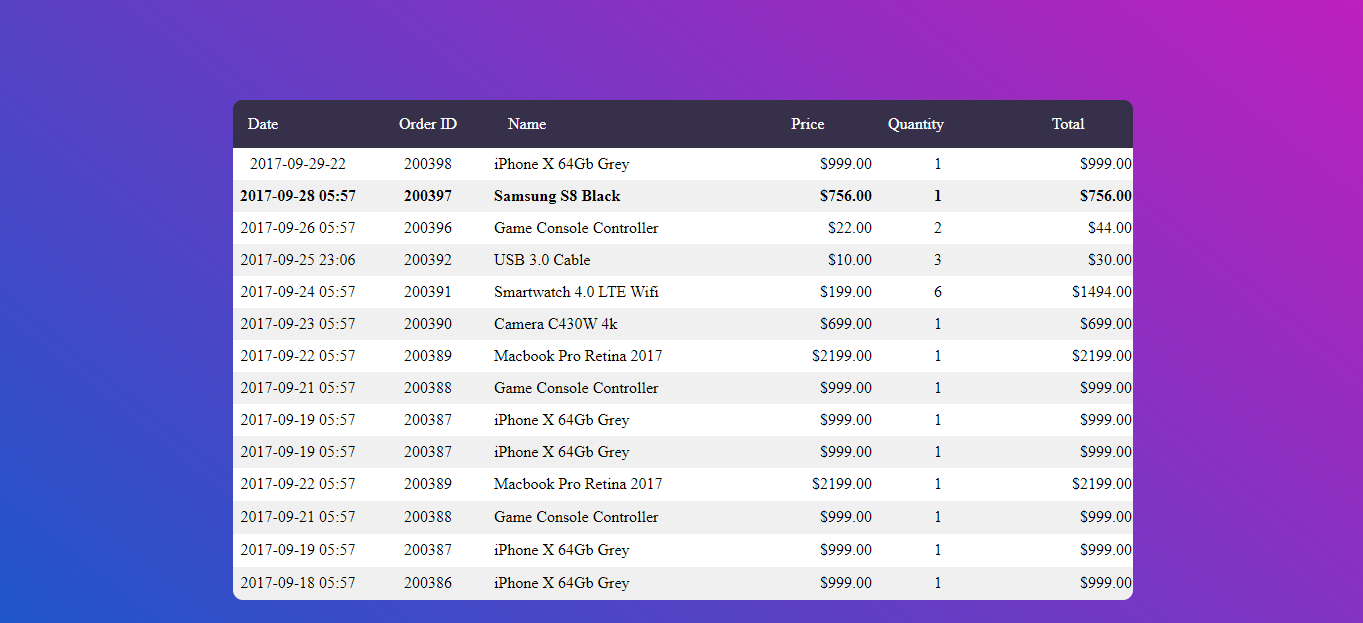 Date Order ID Name Price Quantity Total
2017-09-29-22 200398 iPhone X 64Gb Grey $999.00 1 $999.00
2017-09-28 05:57 200397 Samsung S8 Black $756.00 1 $756.00
2017-09-26 05:57 200396 Game Console Controller $22.00 2 $44.00
2017-09-25 23:06 200392 USB 3.0 Cable $10.00 3 $30.00
2017-09-24 05:57 200391 Smartwatch 4.0 LTE Wifi $199.00 6 $1494.00
2017-09-23 05:57 200390 Camera C430W 4k $699.00 1 $699.00
2017-09-22 05:57 200389 Macbook Pro Retina 2017 $2199.00 1 $2199.00
2017-09-21 05:57 200388 Game Console Controller $999.00 1 $999.00
2017-09-19 05:57 200387 iPhone X 64Gb Grey $999.00 1 $999.00
2017-09-19 05:57 200387 iPhone X 64Gb Grey $999.00 1 $999.00
2017-09-22 05:57 200389 Macbook Pro Retina 2017 $2199.00 1 $2199.00
2017-09-21 05:57 200388 Game Console Controller $999.00 1 $999.00
2017-09-19 05:57 200387 iPhone X 64Gb Grey $999.00 1 $999.00
2017-09-18 05:57 200386 iPhone X 64Gb Grey $999.00 1 $999.00